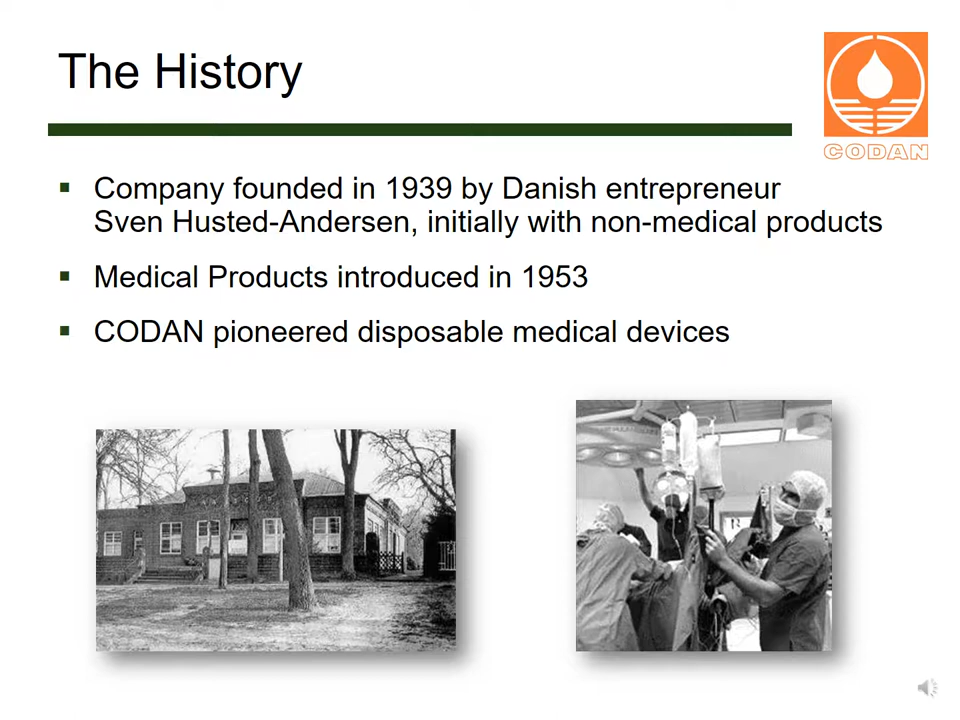 The History
CODAN
Company founded in 1939 by Danish entrepreneur
Sven Husted-Andersen, initially with non-medical products
Medical Products introduced in 1953
CODAN pioneered disposable medical devices